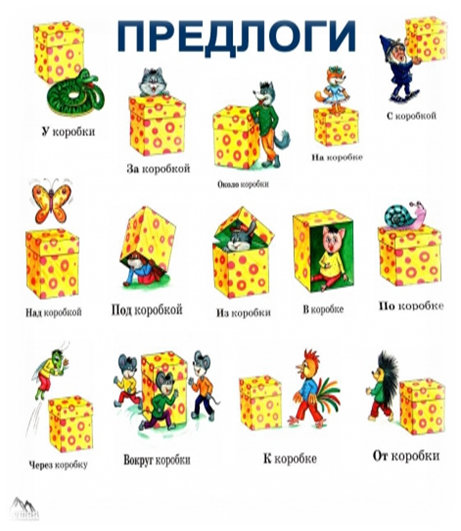 ПРЕДЛОГИ
У коробки
За коробкой
Около коробки
На коробке
С коробкой
Над коробкой
Под коробкой
Из коробки
В коробке
По коробке
Через коробку
Вокруг коробки
К коробке
От коробки